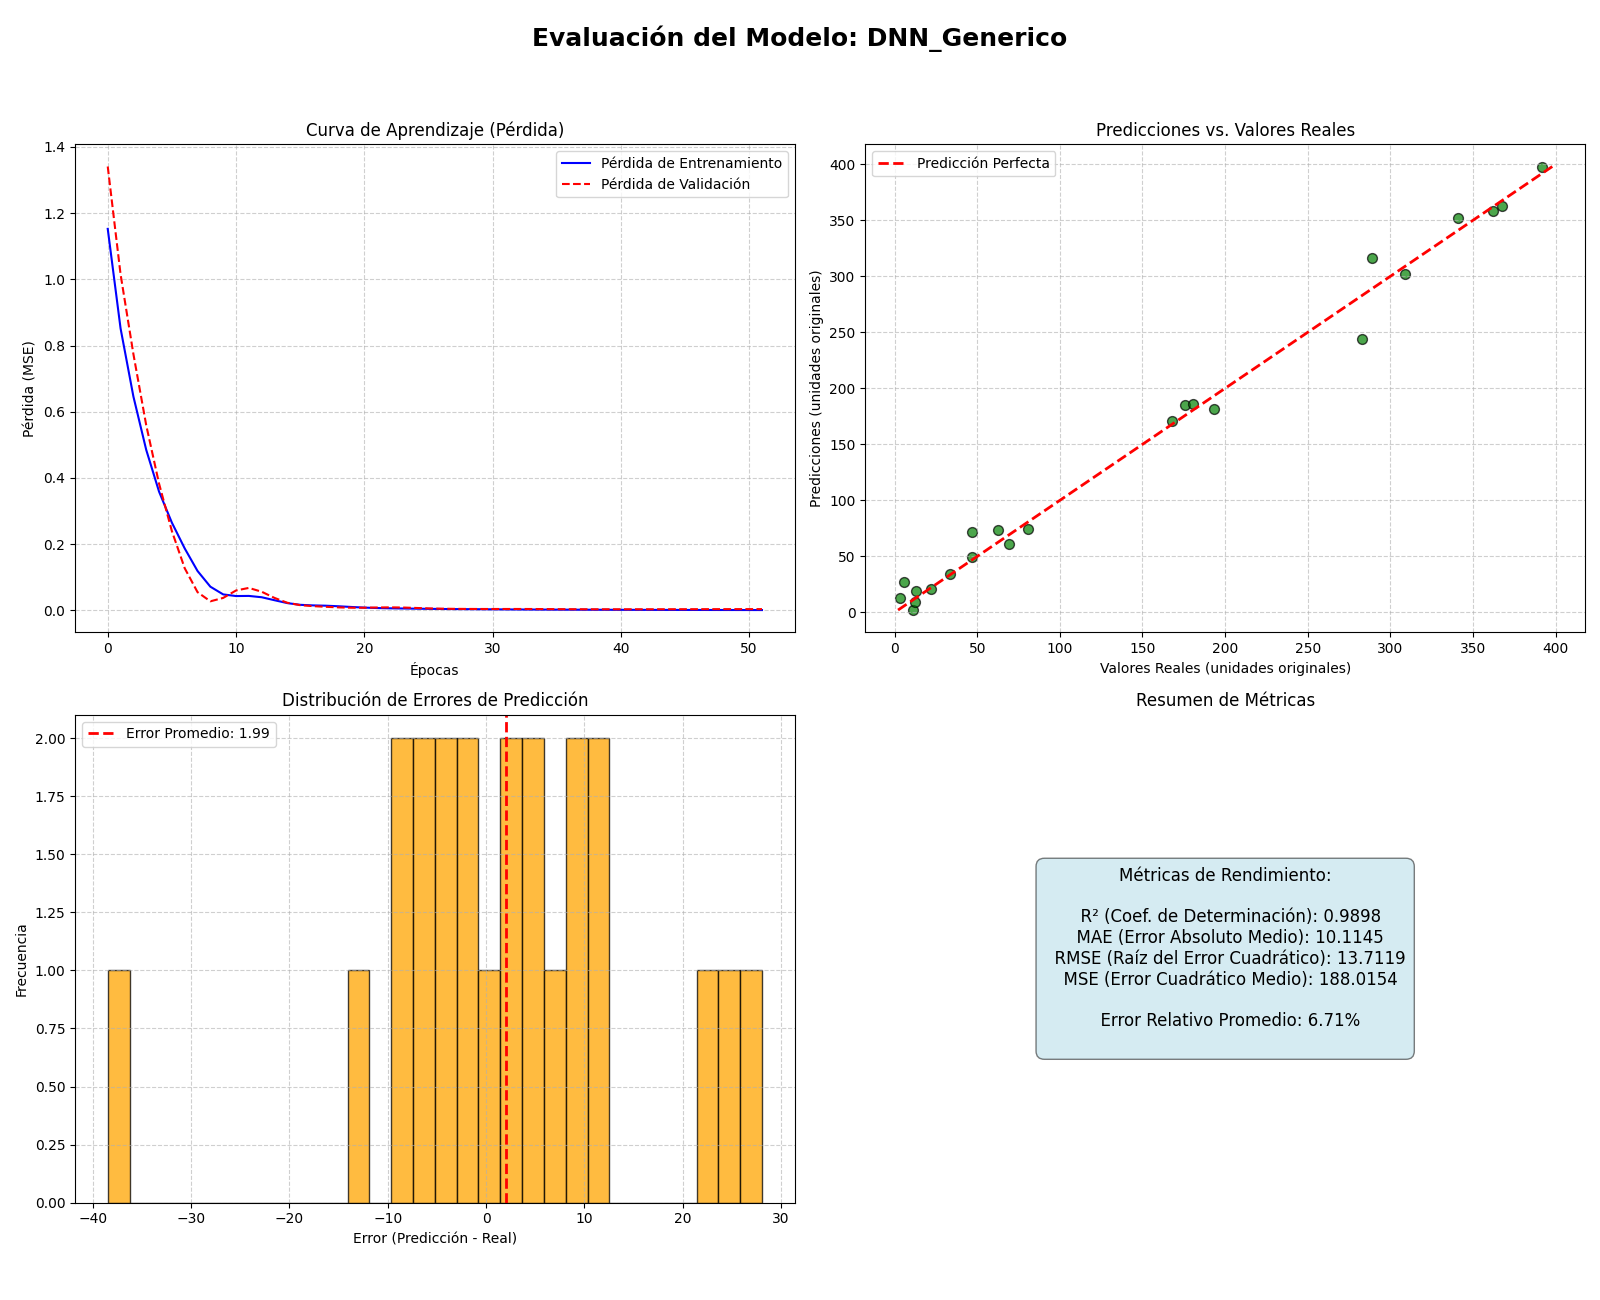 Evaluación del Modelo: DNN_Generico
Curva de Aprendizaje (Pérdida)
Pérdida (MSE)
1.4
1.2
1.0
0.8
0.6
0.4
0.2
0.0
Pérdida de Entrenamiento
Pérdida de Validación
0 10 20 30 40 50
Épocas
Predicciones vs. Valores Reales
Predicciones (unidades originales)
400
350
300
250
200
150
100
50
0
Predicción Perfecta
0 50 100 150 200 250 300 350 400
Valores Reales (unidades originales)
Distribución de Errores de Predicción
Frecuencia
2.00
1.75
1.50
1.25
1.00
0.75
0.50
0.25
0.00
Error Promedio: 1.99
−40 −30 −20 −10 0 10 20 30
Error (Predicción - Real)
Resumen de Métricas
Métricas de Rendimiento:
R² (Coef. de Determinación): 0.9898
MAE (Error Absoluto Medio): 10.1145
RMSE (Raíz del Error Cuadrático): 13.7119
MSE (Error Cuadrático Medio): 188.0154
Error Relativo Promedio: 6.71%